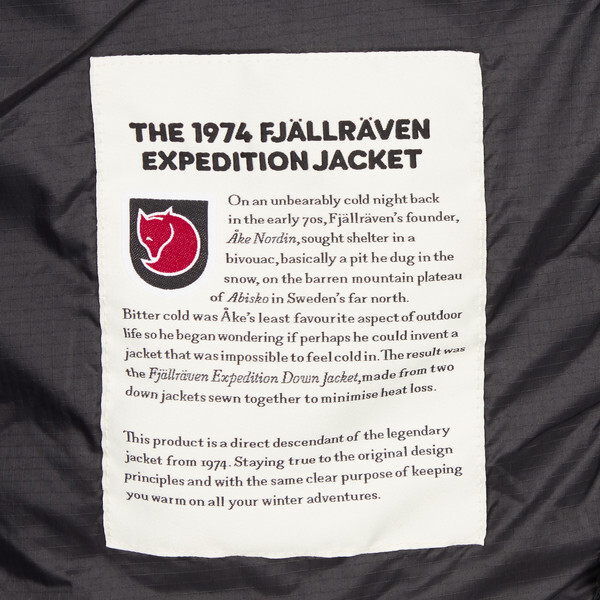 THE 1974 FJÄLLRÄVEN
EXPEDITION JACKET
On an unbearably cold night back
in the early 70s, Fjällräven's founder,
Åke Nordin, sought shelter in a
bivouac, basically a pit he dug in the
snow, on the barren mountain plateau
of Abisko in Sweden's far north.
Bitter cold was Åke's least favourite aspect of outdoor
life so he began wondering if perhaps he could invent a
jacket that was impossible to feel cold in. The result was
the Fjällräven Expedition Down Jacket, made from two
down jackets sewn together to minimise heat loss.
This product is a direct descendant of the legendary
jacket from 1974. Staying true to the original design
principles and with the same clear purpose of keeping
you warm on all your winter adventures.